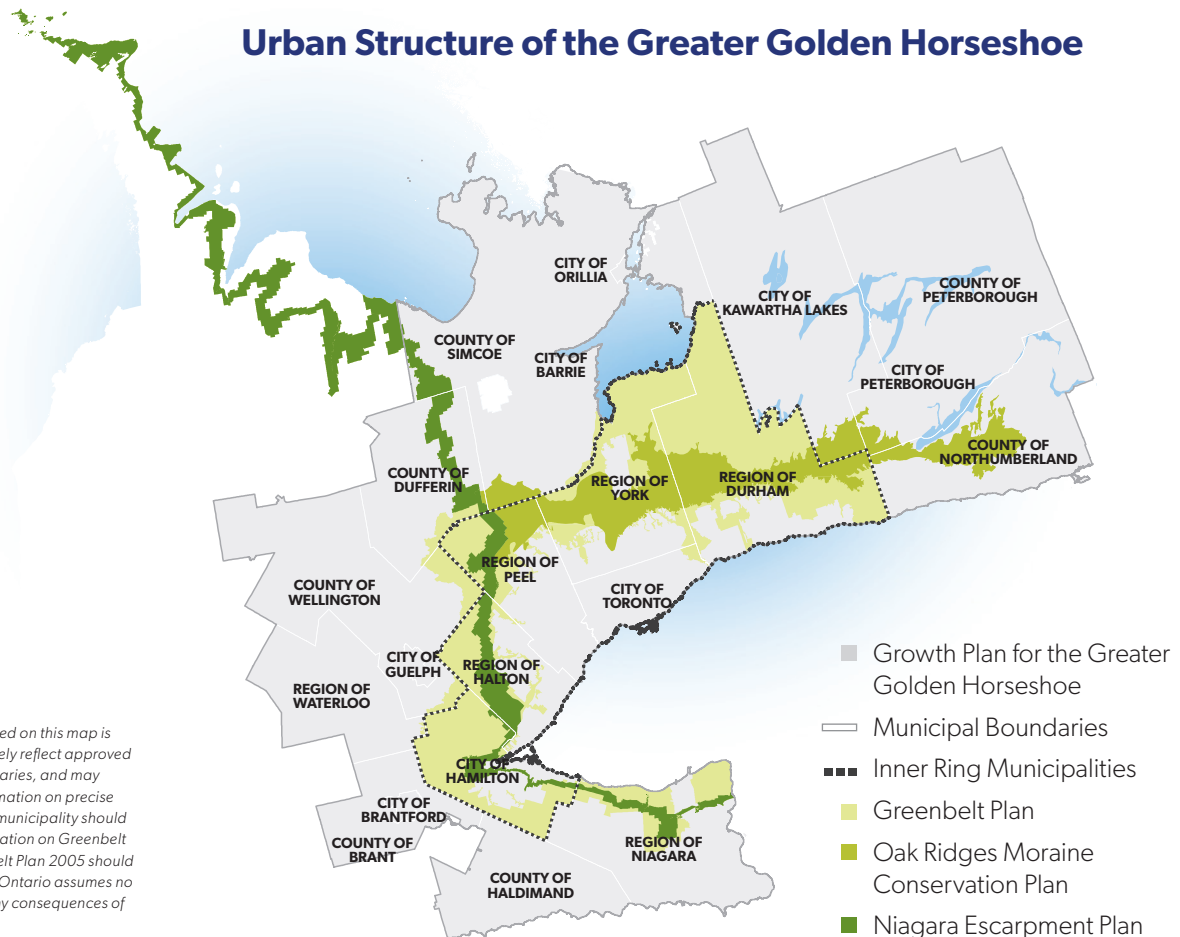 Urban Structure of the Greater Golden Horseshoe
CITY OF
ORILLIA
CITY OF
KAWARTHA LAKES
COUNTY OF
PETERBOROUGH
COUNTY OF
SIMCOE
CITY OF
BARRIE
CITY OF
PETERBOROUGH
COUNTY OF
NORTHUMBERLAND
COUNTY OF
DUFFERIN
REGION OF
YORK
REGION OF
DURHAM
REGION OF
PEEL
COUNTY OF
WELLINGTON
CITY OF
TORONTO
CITY OF
GUELPH
REGION OF
HALTON
REGION OF
WATERLOO
CITY OF
HAMILTON
CITY OF
BRANTFORD
COUNTY OF
BRANT
REGION OF
NIAGARA
COUNTY OF
HALDIMAND
ed on this map is
ely reflect approved
aries, and may
mation on precise
municipality should
ation on Greenbelt
elt Plan 2005 should
Ontario assumes no
ny consequences of
Growth Plan for the Greater
Golden Horseshoe
Municipal Boundaries
Inner Ring Municipalities
Greenbelt Plan
Oak Ridges Moraine
Conservation Plan
Niagara Escarpment Plan